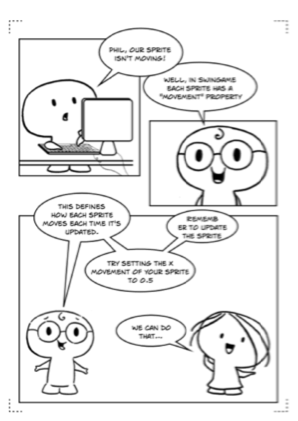 PHIL, OUR SPRITE
ISN'T MOVING!
WELL, IN SWINGAME
EACH SPRITE HAS A
"MOVEMENT" PROPERTY
THIS DEFINES
HOW EACH SPRITE
MOVES EACH TIME IT'S
UPDATED.
REMEMB
ER TO UPDATE
THE SPRITE
TRY SETTING THE X
MOVEMENT OF YOUR SPRITE
TO 0.5
WE CAN DO
THAT...